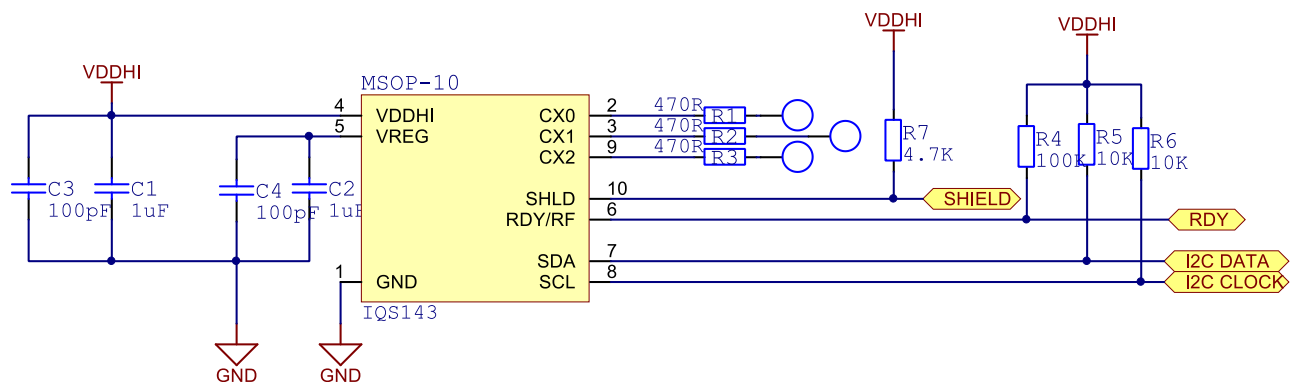 VDDHI
VDDHI
VDDHI
MSOP-10
4 VDDHI
5 VREG
1 GND
CX0 2
CX1 3
CX2 9
SHLD 10
RDY/RF 6
SDA 7
SCL 8
IQS143
470R R1
470R R2
470R R3
R7
4.7K
R4
100K
R5
10K
R6
10K
C3
100pF
C1
1uF
C4
100pF
C2
1uF
SHIELD
RDY
I2C DATA
I2C CLOCK
GND
GND